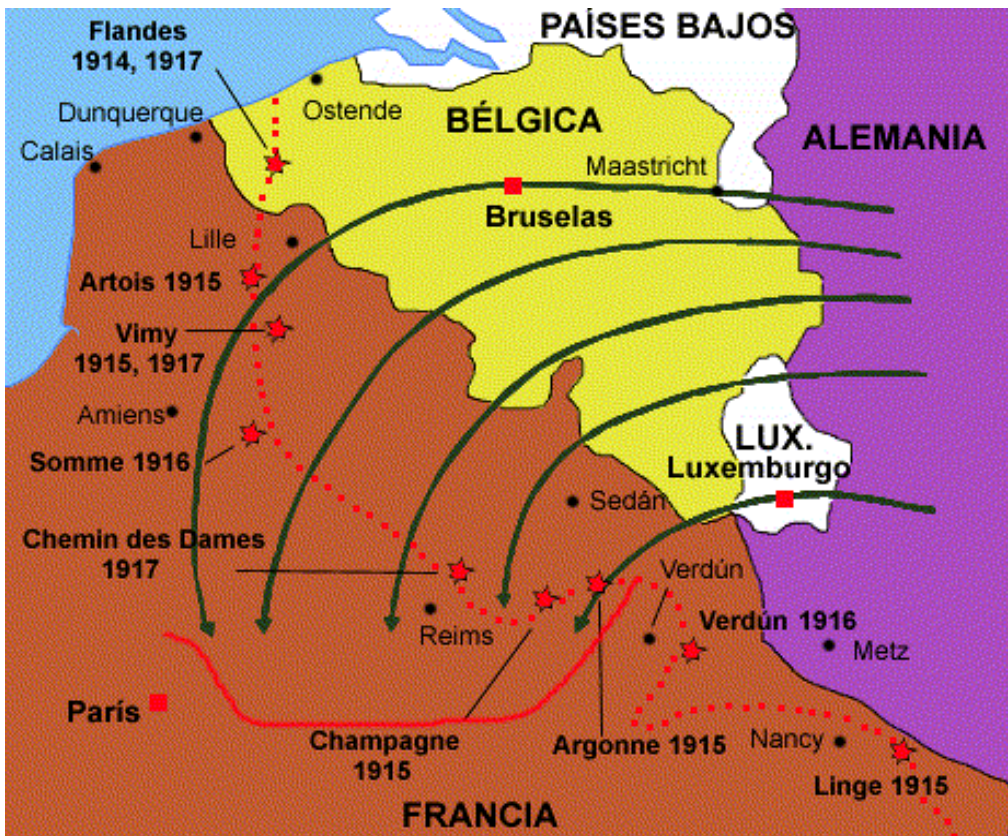 Flandes
1914, 1917
PAÍSES BAJOS
Dunquerque
Ostende
BÉLGICA
ALEMANIA
Calais
Maastricht
Bruselas
Lille
Artois 1915
Vimy
1915, 1917
Amiens
LUX.
Luxemburgo
Somme 1916
Sedán
Chemin des Dames
1917
Verdún
Reims
Verdún 1916
Metz
París
Champagne
1915
Argonne 1915
Nancy
Linge 1915
FRANCIA